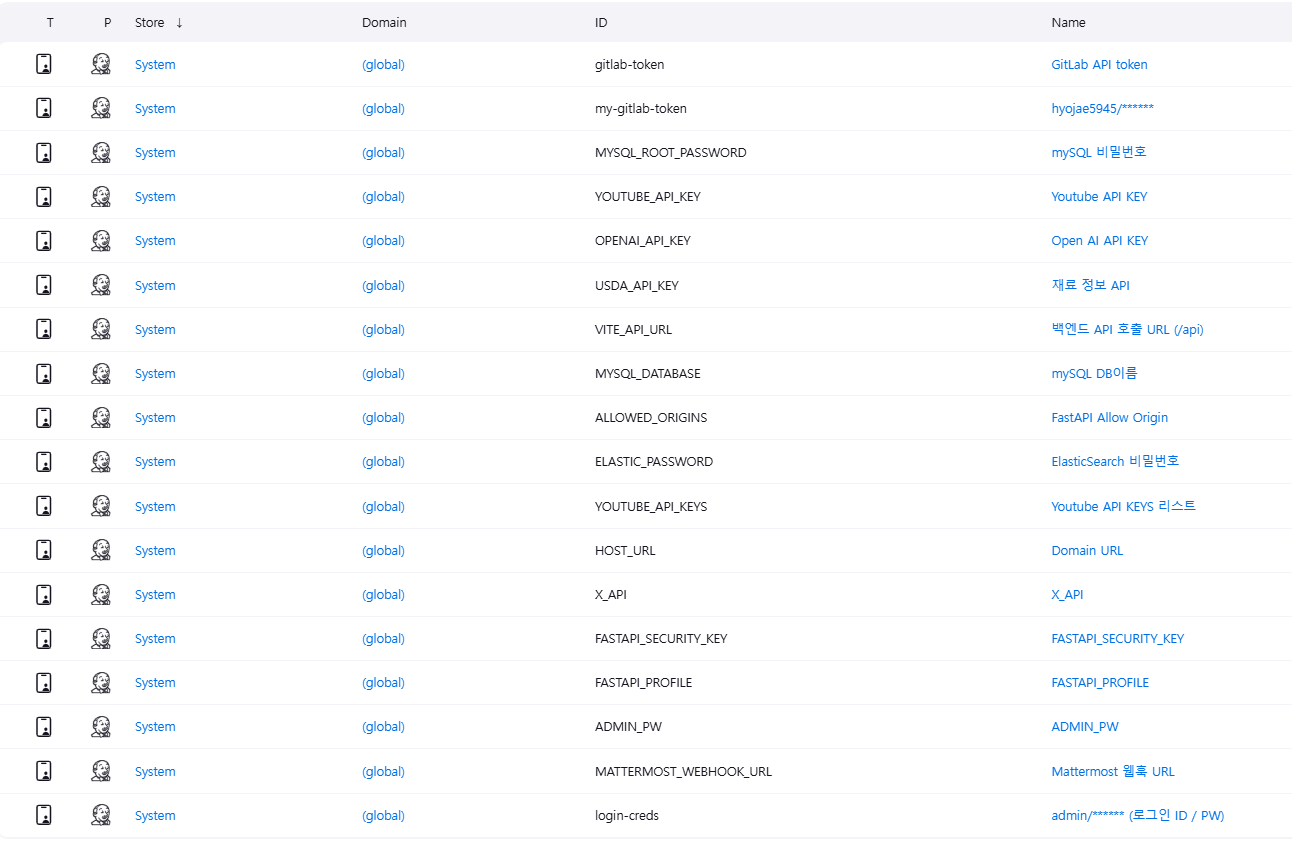 T P Store ↓ Domain ID Name
System (global) gitlab-token GitLab API token
System (global) my-gitlab-token hyojae5945/******
System (global) MYSQL_ROOT_PASSWORD mySQL 비밀번호
System (global) YOUTUBE_API_KEY Youtube API KEY
System (global) OPENAI_API_KEY Open AI API KEY
System (global) USDA_API_KEY 재료 정보 API
System (global) VITE_API_URL 백엔드 API 호출 URL (/api)
System (global) MYSQL_DATABASE mySQL DB이름
System (global) ALLOWED_ORIGINS FastAPI Allow Origin
System (global) ELASTIC_PASSWORD ElasticSearch 비밀번호
System (global) YOUTUBE_API_KEYS Youtube API KEYS 리스트
System (global) HOST_URL Domain URL
System (global) X_API X_API
System (global) FASTAPI_SECURITY_KEY FASTAPI_SECURITY_KEY
System (global) FASTAPI_PROFILE FASTAPI_PROFILE
System (global) ADMIN_PW ADMIN_PW
System (global) MATTERMOST_WEBHOOK_URL Mattermost 웹훅 URL
System (global) login-creds admin/****** (로그인 ID / PW)